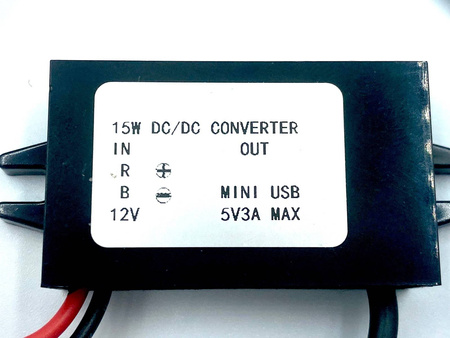 15W DC/DC CONVERTER
IN OUT
R ⊕
B ⊖ MINI USB
12V 5V3A MAX